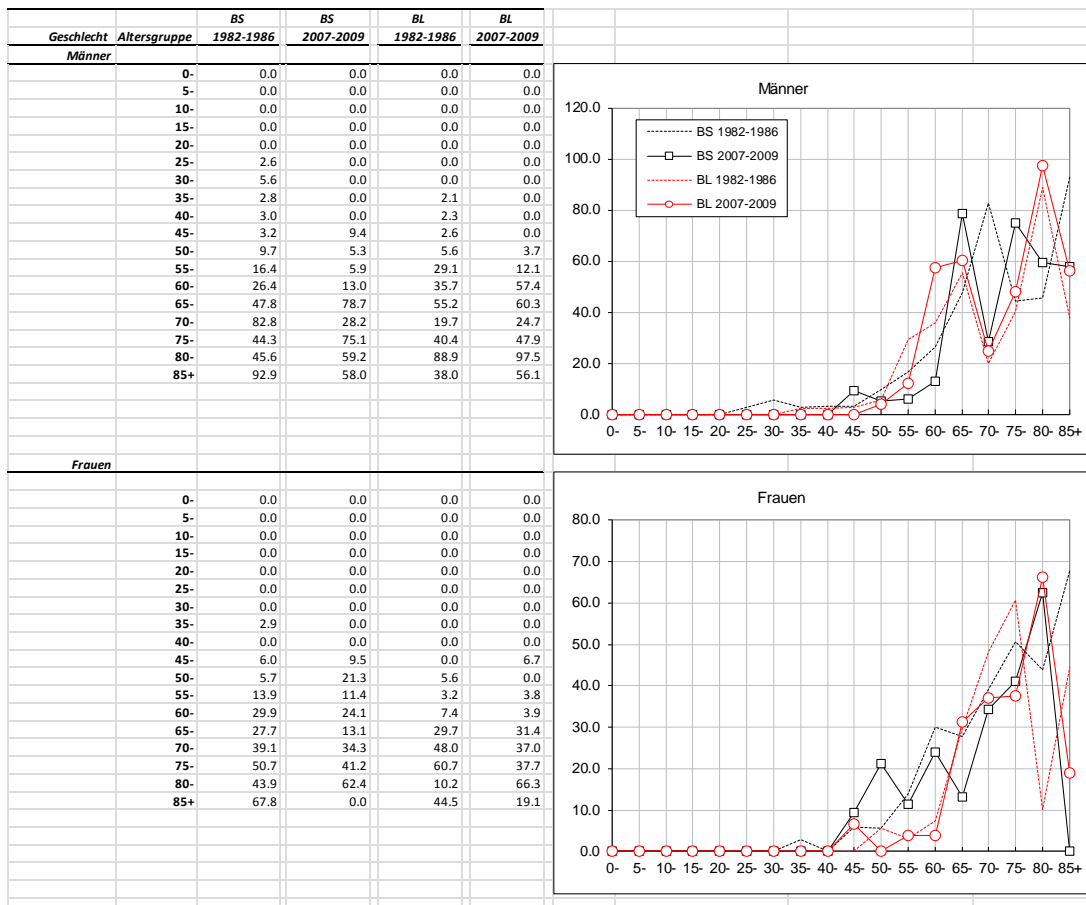 BS BS BL BL
Geschlecht Altersgruppe 1982-1986 2007-2009 1982-1986 2007-2009
Männer
0- 0.0 0.0 0.0 0.0
5- 0.0 0.0 0.0 0.0
10- 0.0 0.0 0.0 0.0
15- 0.0 0.0 0.0 0.0
20- 0.0 0.0 0.0 0.0
25- 2.6 0.0 0.0 0.0
30- 5.6 0.0 0.0 0.0
35- 2.8 0.0 2.1 0.0
40- 3.0 0.0 2.3 0.0
45- 3.2 9.4 2.6 0.0
50- 9.7 5.3 5.6 3.7
55- 16.4 5.9 29.1 12.1
60- 26.4 13.0 35.7 57.4
65- 47.8 78.7 55.2 60.3
70- 82.8 28.2 19.7 24.7
75- 44.3 75.1 40.4 47.9
80- 45.6 59.2 88.9 97.5
85+ 92.9 58.0 38.0 56.1
Männer
120.0
100.0
80.0
60.0
40.0
20.0
0.0
BS 1982-1986
BS 2007-2009
BL 1982-1986
BL 2007-2009
0- 5- 10- 15- 20- 25- 30- 35- 40- 45- 50- 55- 60- 65- 70- 75- 80- 85+
Frauen
0- 0.0 0.0 0.0 0.0
5- 0.0 0.0 0.0 0.0
10- 0.0 0.0 0.0 0.0
15- 0.0 0.0 0.0 0.0
20- 0.0 0.0 0.0 0.0
25- 0.0 0.0 0.0 0.0
30- 0.0 0.0 0.0 0.0
35- 2.9 0.0 0.0 0.0
40- 0.0 0.0 0.0 0.0
45- 6.0 9.5 0.0 6.7
50- 5.7 21.3 5.6 0.0
55- 13.9 11.4 3.2 3.8
60- 29.9 24.1 7.4 3.9
65- 27.7 13.1 29.7 31.4
70- 39.1 34.3 48.0 37.0
75- 50.7 41.2 60.7 37.7
80- 43.9 62.4 10.2 66.3
85+ 67.8 0.0 44.5 19.1
Frauen
80.0
70.0
60.0
50.0
40.0
30.0
20.0
10.0
0.0
0- 5- 10- 15- 20- 25- 30- 35- 40- 45- 50- 55- 60- 65- 70- 75- 80- 85+